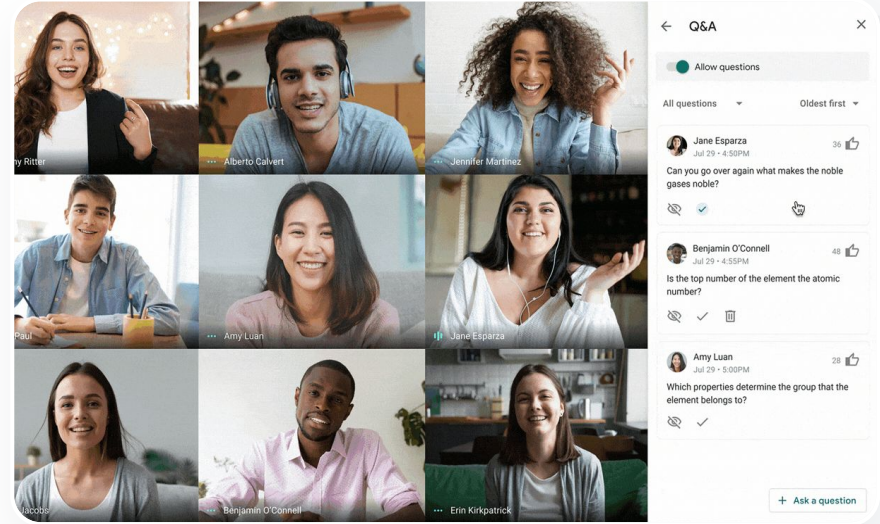 ny Ritter
Alberto Calvert
Jennifer Martinez
Paul
Amy Luan
Jane Esparza
Jacobs
Benjamin O'Connell
Erin Kirkpatrick
Q&A
Allow questions
All questions
Oldest first
Jane Esparza
36
Jul 29 • 4:50PM
Can you go over again what makes the noble
gases noble?
Benjamin O'Connell
48
Jul 29 • 4:55PM
Is the top number of the element the atomic
number?
Amy Luan
28
Jul 29 • 5:00PM
Which properties determine the group that the
element belongs to?
+ Ask a question